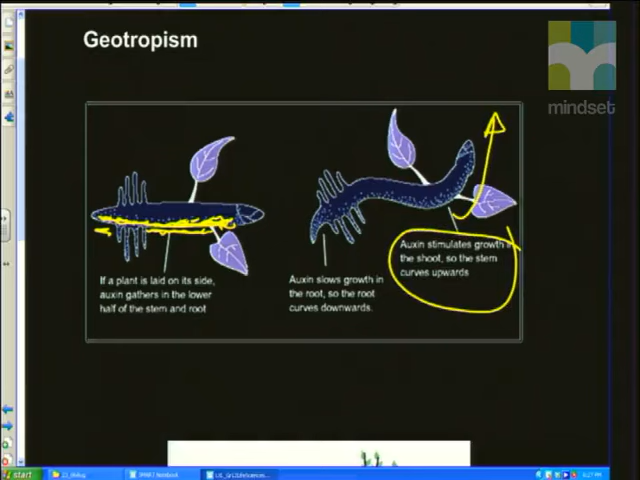 Geotropism
mindset
If a plant is laid on its side,
auxin gathers in the lower
half of the stem and root
Auxin slows growth in
the root, so the root
curves downwards.
Auxin stimulates growth in
the shoot, so the stem
curves upwards
start
SMART Notebook